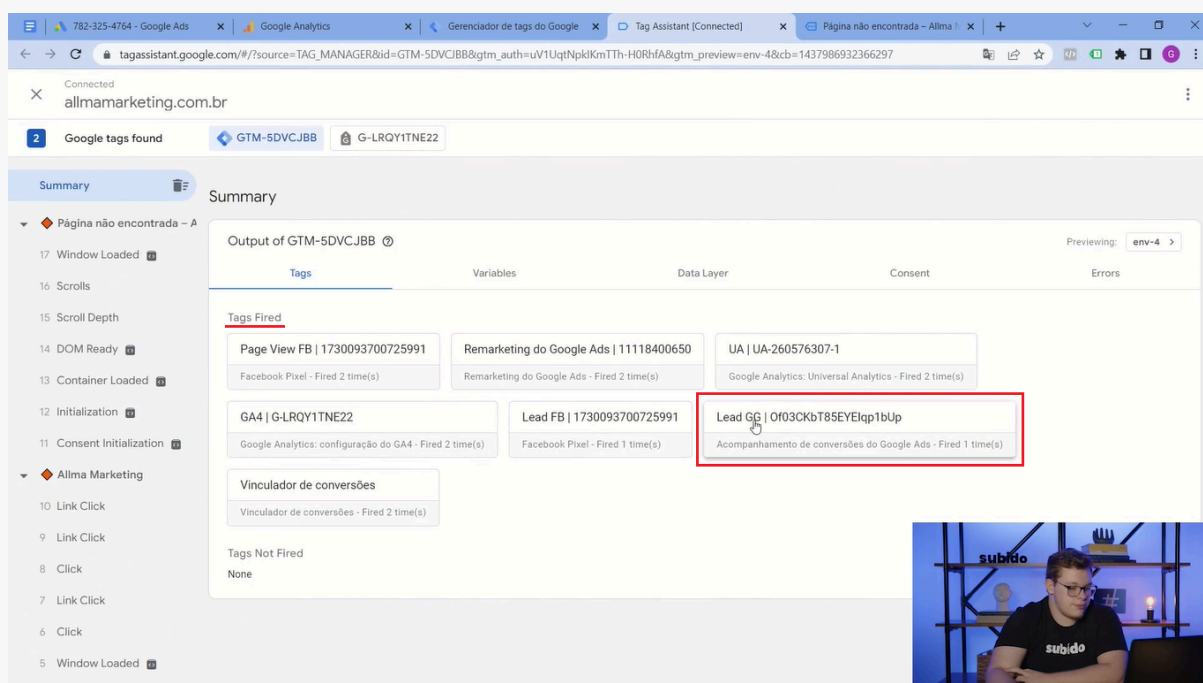 782-325-4764 - Google Ads
Google Analytics
Gerenciador de tags do Google
Tag Assistant [Connected]
Página não encontrada – Allma
tagassistant.google.com/#/?source=TAG_MANAGER&id=GTM-5DVCJBB&gtm_auth=uV1UqtNpkIKmTTh-H0RhfA&gtm_preview=env-4&cb=1437986932366297
G
Connected
allmamarketing.com.br
2 Google tags found
GTM-5DVCJBB
G-LRQY1TNE22
Summary
Página não encontrada – A
17 Window Loaded
16 Scrolls
15 Scroll Depth
14 DOM Ready
13 Container Loaded
12 Initialization
11 Consent Initialization
Allma Marketing
10 Link Click
9 Link Click
8 Click
7 Link Click
6 Click
5 Window Loaded
Summary
Output of GTM-5DVCJBB
Previewing: env-4
Tags Variables Data Layer Consent Errors
Tags Fired
Page View FB | 1730093700725991
Facebook Pixel - Fired 2 time(s)
Remarketing do Google Ads | 11118400650
Remarketing do Google Ads - Fired 2 time(s)
UA | UA-260576307-1
Google Analytics: Universal Analytics - Fired 2 time(s)
GA4 | G-LRQY1TNE22
Google Analytics: configuração do GA4 - Fired 2 time(s)
Lead FB | 1730093700725991
Facebook Pixel - Fired 1 time(s)
Lead GG | Of03CKbT85EYEIqp1bUp
Acompanhamento de conversões do Google Ads - Fired 1 time(s)
Vinculador de conversões
Vinculador de conversões - Fired 2 time(s)
Tags Not Fired
None
subido
#
subido